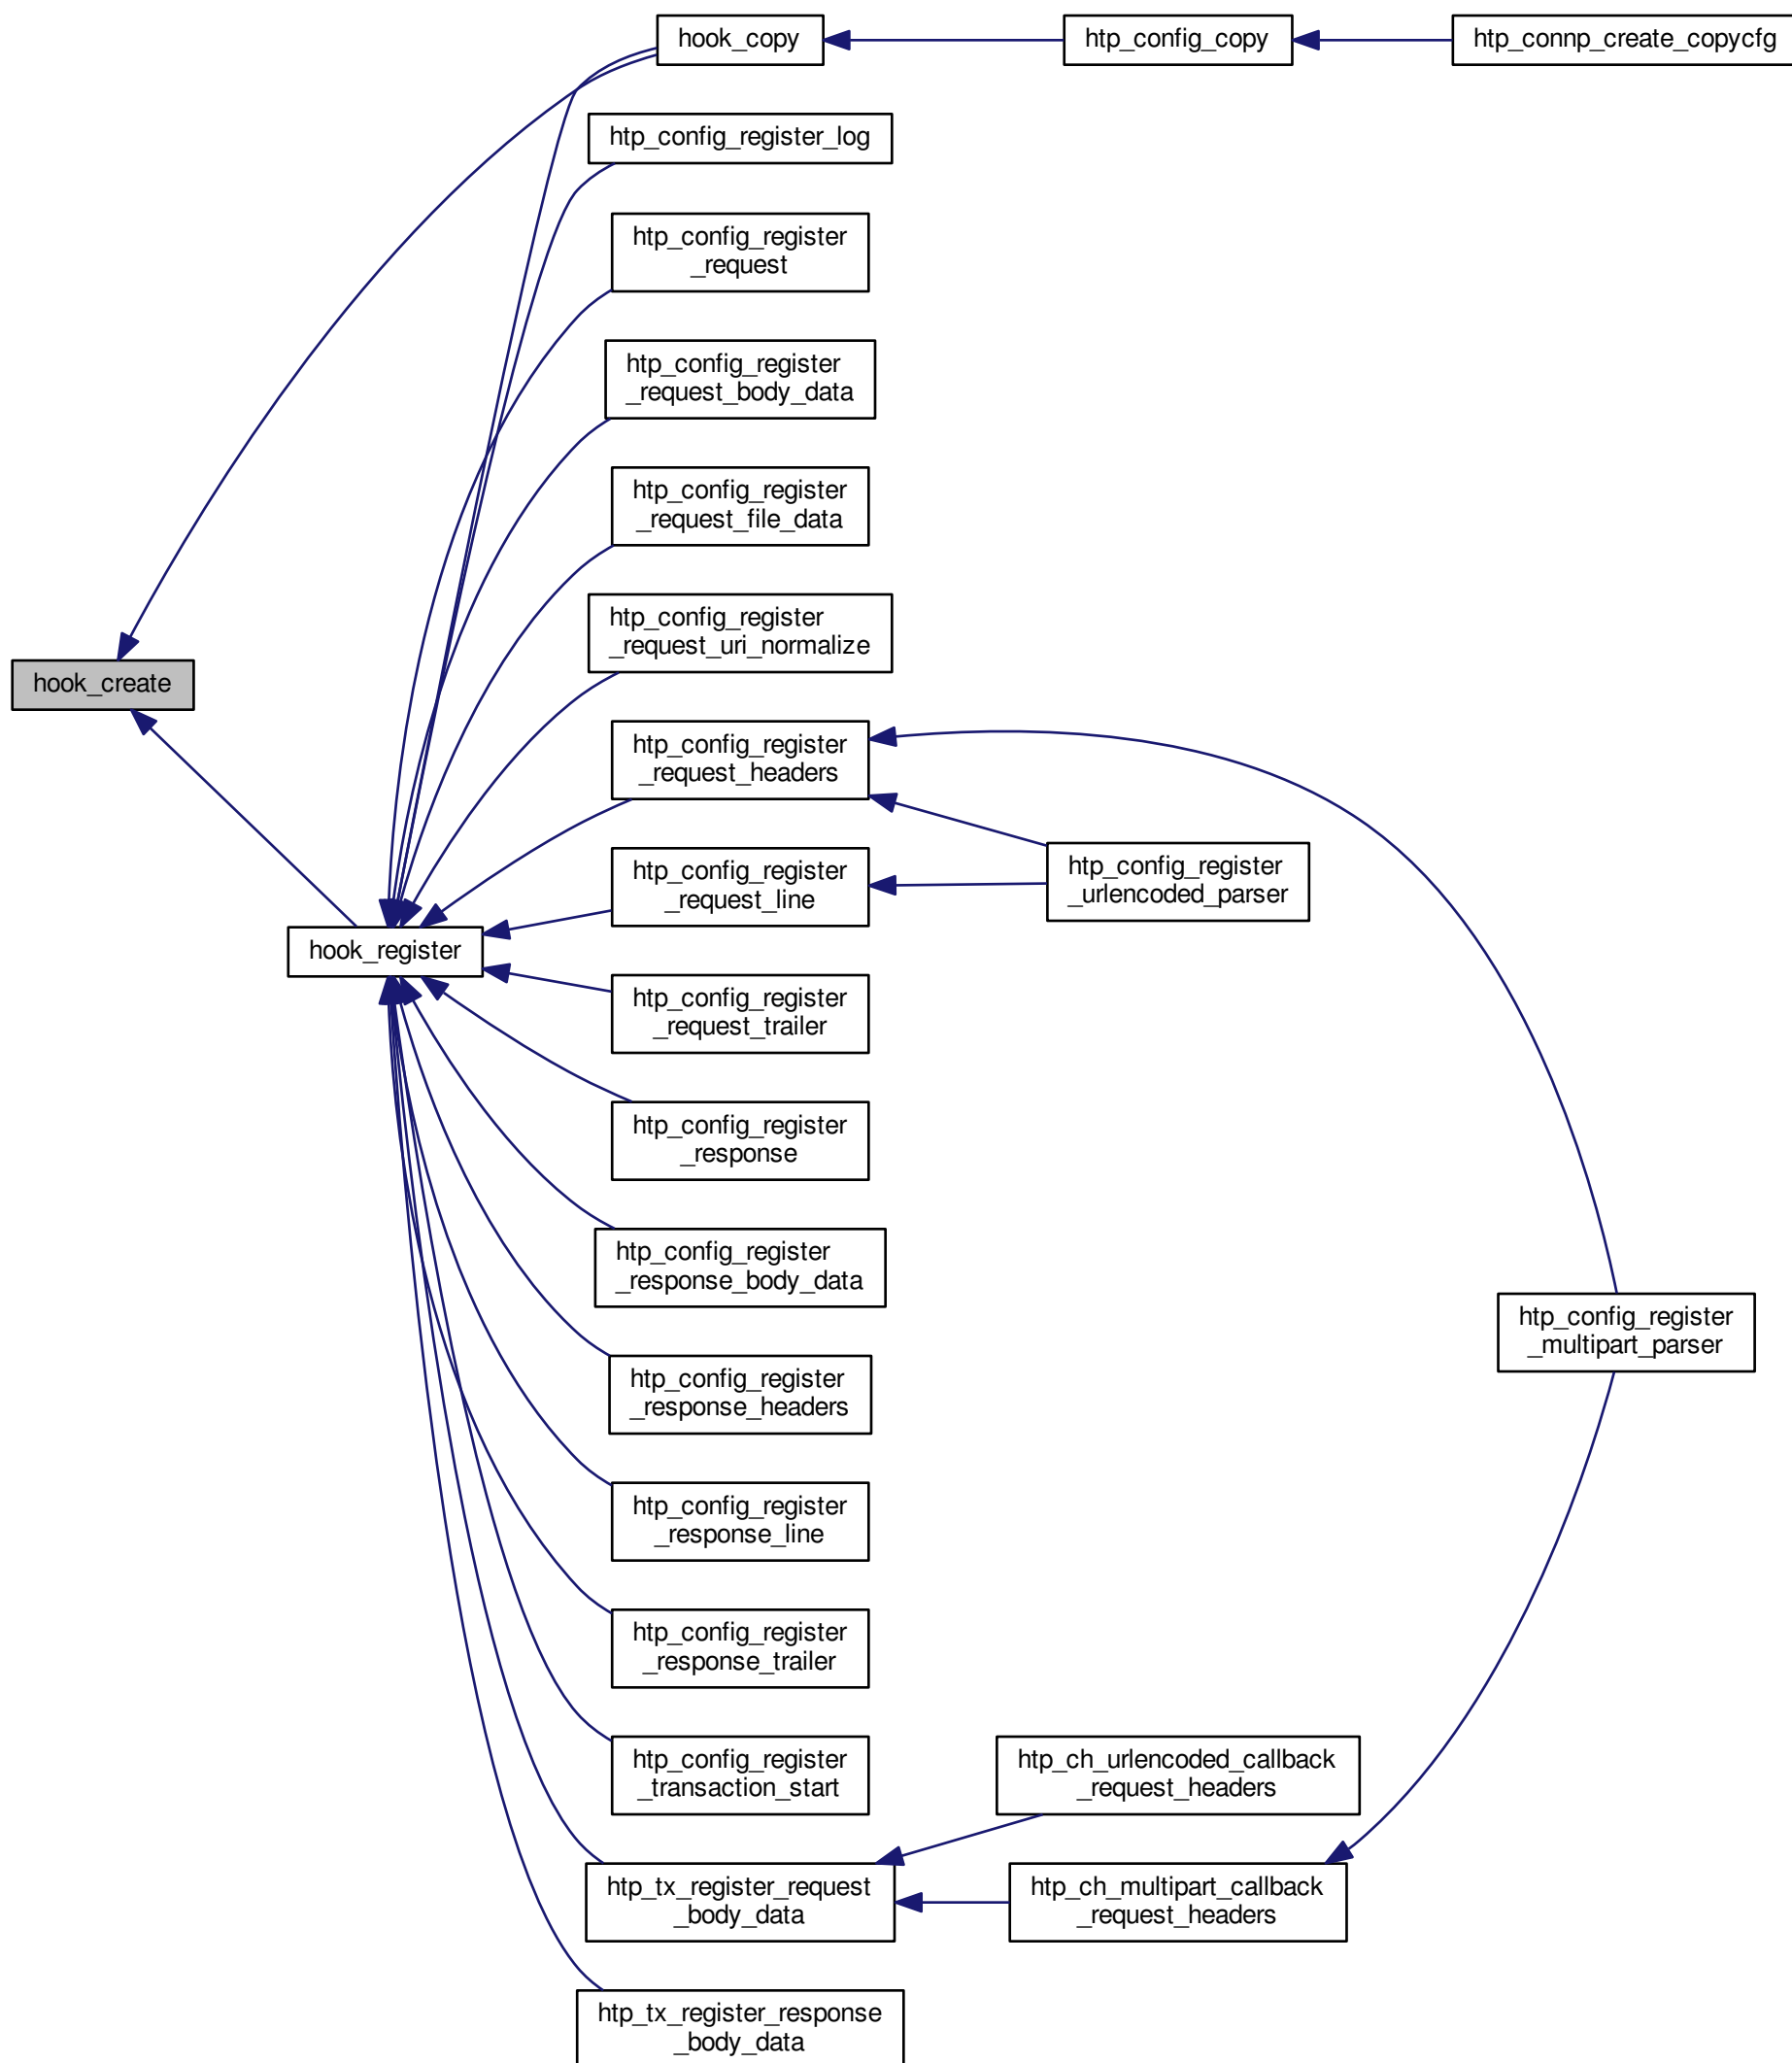 hook_copy
htp_config_copy
htp_connp_create_copycfg
htp_config_register_log
htp_config_register
_request
htp_config_register
_request_body_data
htp_config_register
_request_file_data
htp_config_register
_request_uri_normalize
hook_create
htp_config_register
_request_headers
htp_config_register
_request_line
htp_config_register
_urlencoded_parser
hook_register
htp_config_register
_request_trailer
htp_config_register
_response
htp_config_register
_response_body_data
htp_config_register
_multipart_parser
htp_config_register
_response_headers
htp_config_register
_response_line
htp_config_register
_response_trailer
htp_config_register
_transaction_start
htp_ch_urlencoded_callback
_request_headers
htp_tx_register_request
_body_data
htp_ch_multipart_callback
_request_headers
htp_tx_register_response
_body_data